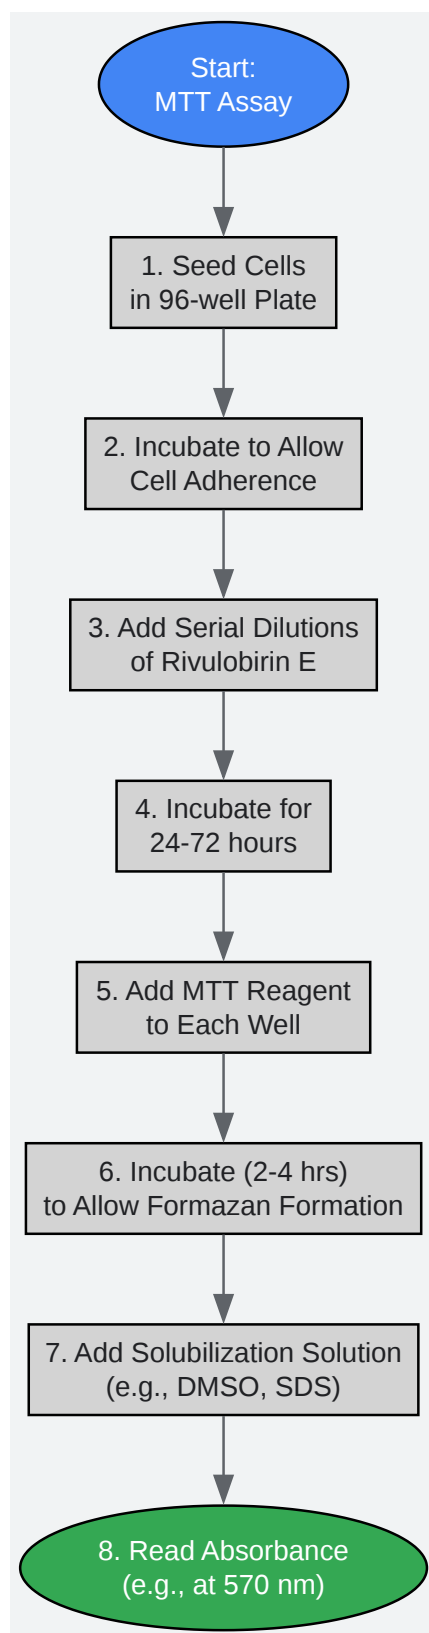 Start:
MTT Assay
1. Seed Cells
in 96-well Plate
2. Incubate to Allow
Cell Adherence
3. Add Serial Dilutions
of Rivulobirin E
4. Incubate for
24-72 hours
5. Add MTT Reagent
to Each Well
6. Incubate (2-4 hrs)
to Allow Formazan Formation
7. Add Solubilization Solution
(e.g., DMSO, SDS)
8. Read Absorbance
(e.g., at 570 nm)